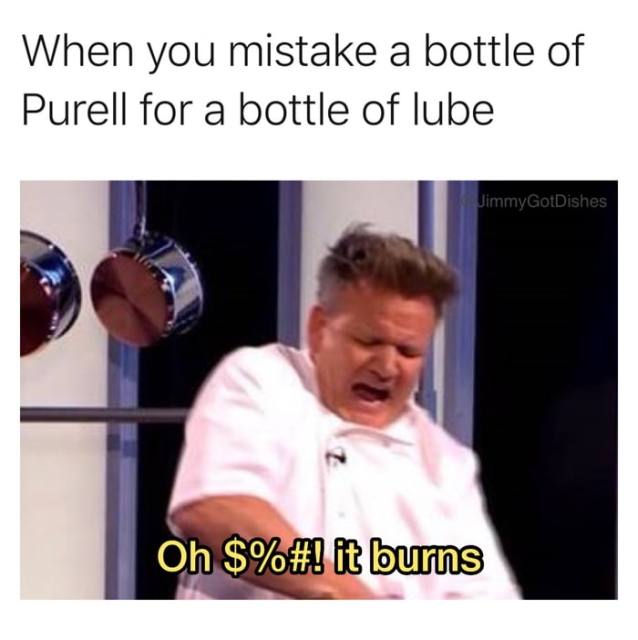 When you mistake a bottle of
Purell for a bottle of lube
@JimmyGotDishes
Oh $%#! it burns